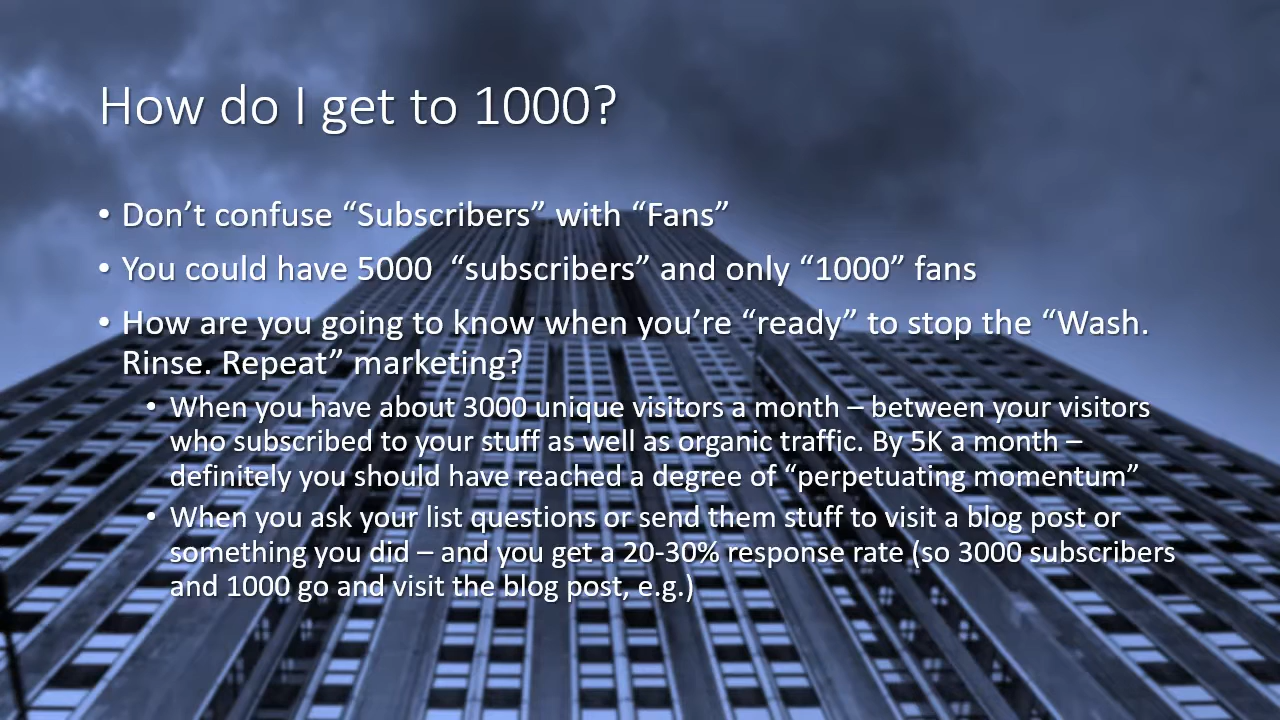 How do I get to 1000?
• Don’t confuse “Subscribers” with “Fans”
• You could have 5000  “subscribers” and only “1000” fans
• How are you going to know when you’re “ready” to stop the “Wash.
Rinse. Repeat” marketing?
• When you have about 3000 unique visitors a month – between your visitors
who subscribed to your stuff as well as organic traffic. By 5K a month –
definitely you should have reached a degree of “perpetuating momentum”
• When you ask your list questions or send them stuff to visit a blog post or
something you did – and you get a 20-30% response rate (so 3000 subscribers
and 1000 go and visit the blog post, e.g.)